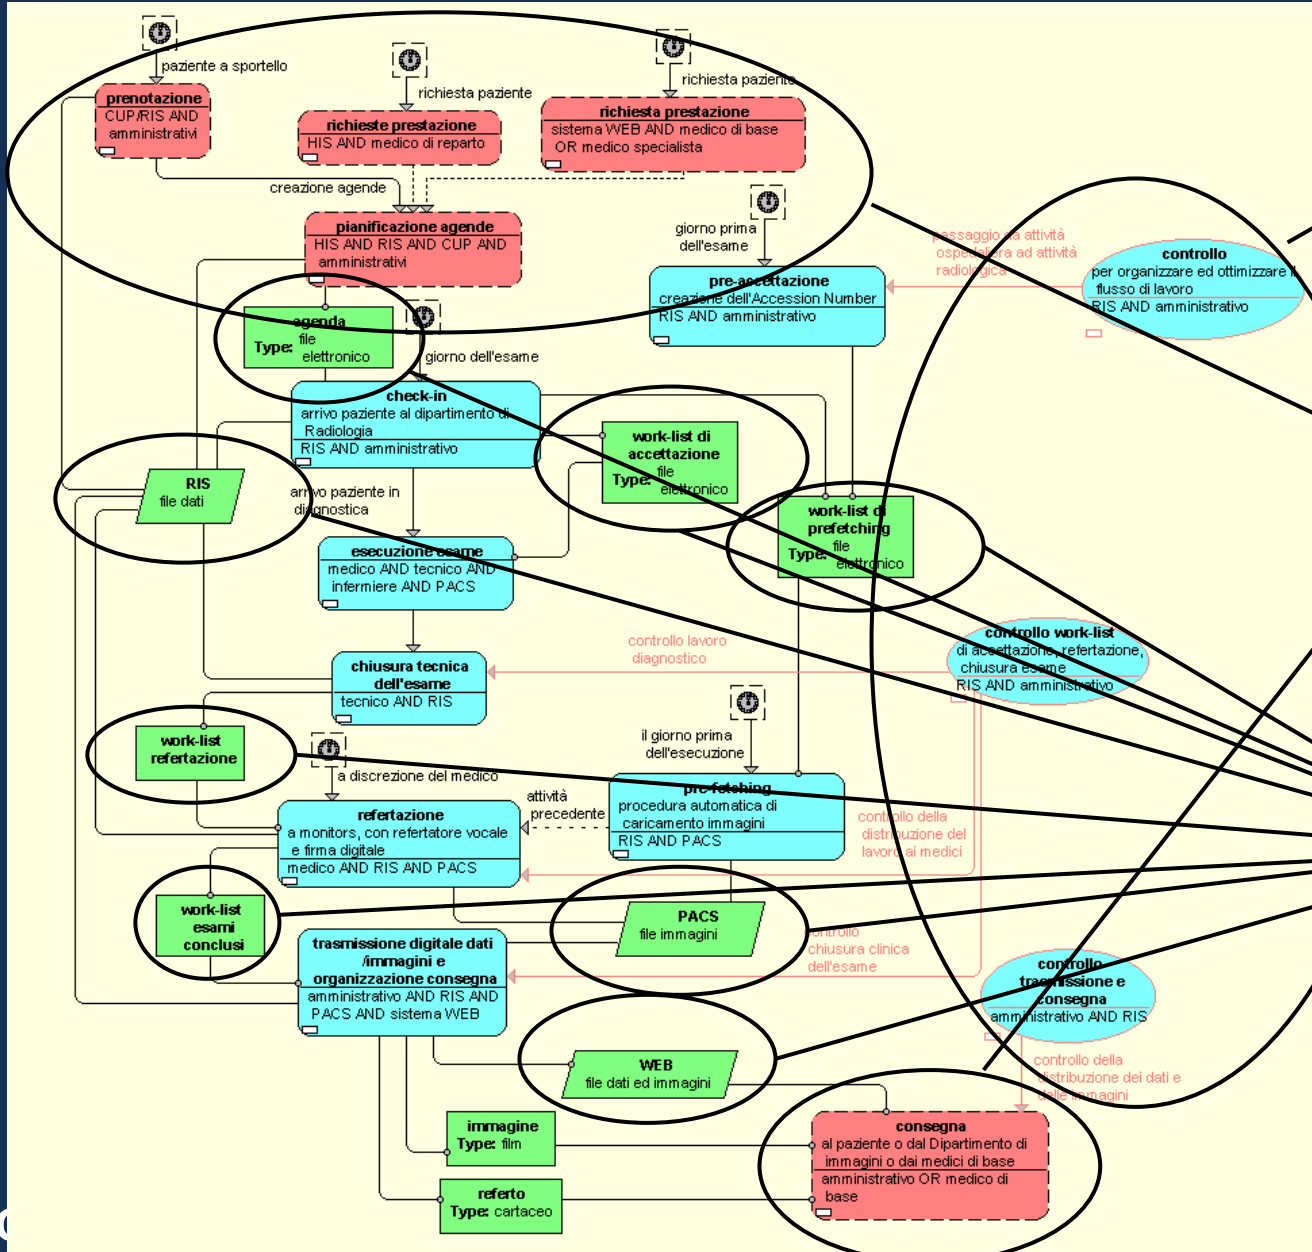 paziente a sportello
prenotazione
CUP/RIS AND
amministrativi
richiesta paziente
richieste prestazione
HIS AND medico di reparto
richiesta paziente
richiesta prestazione
sistema WEB AND medico di base
OR medico specialista
creazione agende
pianificazione agende
HIS AND RIS AND CUP AND
amministrativi
giorno prima
dell'esame
pre-accettazione
creazione dell'Accession Number
RIS AND amministrativo
passaggio da attività
ospedaliera ad attività
radiologica
controllo
per organizzare ed ottimizzare il
flusso di lavoro
RIS AND amministrativo
agenda
Type: file
elettronico
giorno dell'esame
check-in
arrivo paziente al dipartimento di
Radiologia
RIS AND amministrativo
work-list di
accettazione
Type: file
elettronico
RIS
file dati
arrivo paziente in
diagnostica
work-list di
prefetching
Type: file
elettronico
esecuzione esame
medico AND tecnico AND
infermiere AND PACS
controllo lavoro
diagnostico
controllo work-list
di accettazione, refertazione,
chiusura esame
RIS AND amministrativo
chiusura tecnica
dell'esame
tecnico AND RIS
work-list
refertazione
a discrezione del medico
il giorno prima
dell'esecuzione
pre-fetching
procedura automatica di
caricamento immagini
RIS AND PACS
attività
precedente
refertazione
a monitors, con refertatore vocale
e firma digitale
medico AND RIS AND PACS
controllo della
distribuzione del
lavoro ai medici
work-list
esami
conclusi
PACS
file immagini
trasmissione digitale dati
/immagini e
organizzazione consegna
amministrativo AND RIS AND
PACS AND sistema WEB
controllo
chiusura clinica
dell'esame
controllo
trasmissione e
consegna
amministrativo AND RIS
WEB
file dati ed immagini
controllo della
distribuzione dei dati e
delle immagini
immagine
Type: film
consegna
al paziente o dal Dipartimento di
immagini o dai medici di base
amministrativo OR medico di
base
referto
Type: cartaceo